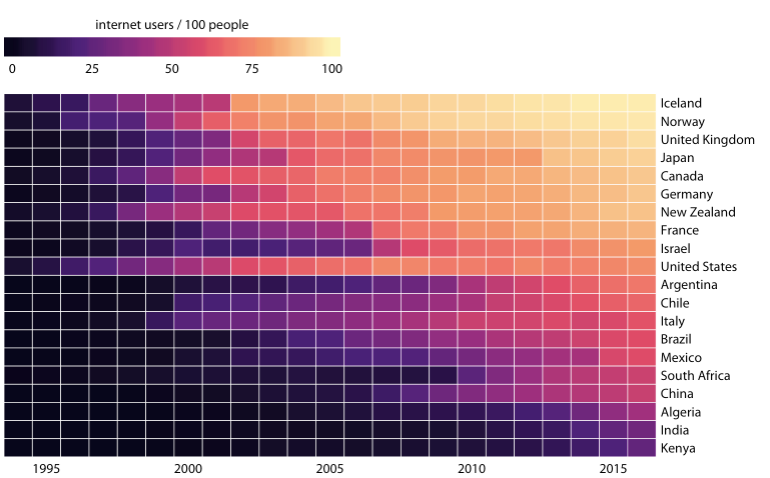 internet users / 100 people
0 25 50 75 100
Iceland
Norway
United Kingdom
Japan
Canada
Germany
New Zealand
France
Israel
United States
Argentina
Chile
Italy
Brazil
Mexico
South Africa
China
Algeria
India
Kenya
1995 2000 2005 2010 2015